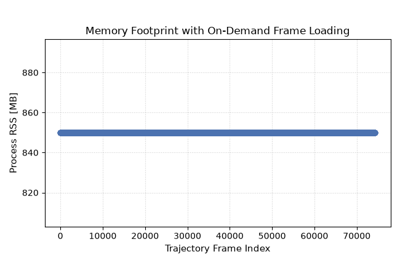 Memory Footprint with On-Demand Frame Loading
880
860
840
820
Process RSS [MB]
0 10000 20000 30000 40000 50000 60000 70000
Trajectory Frame Index